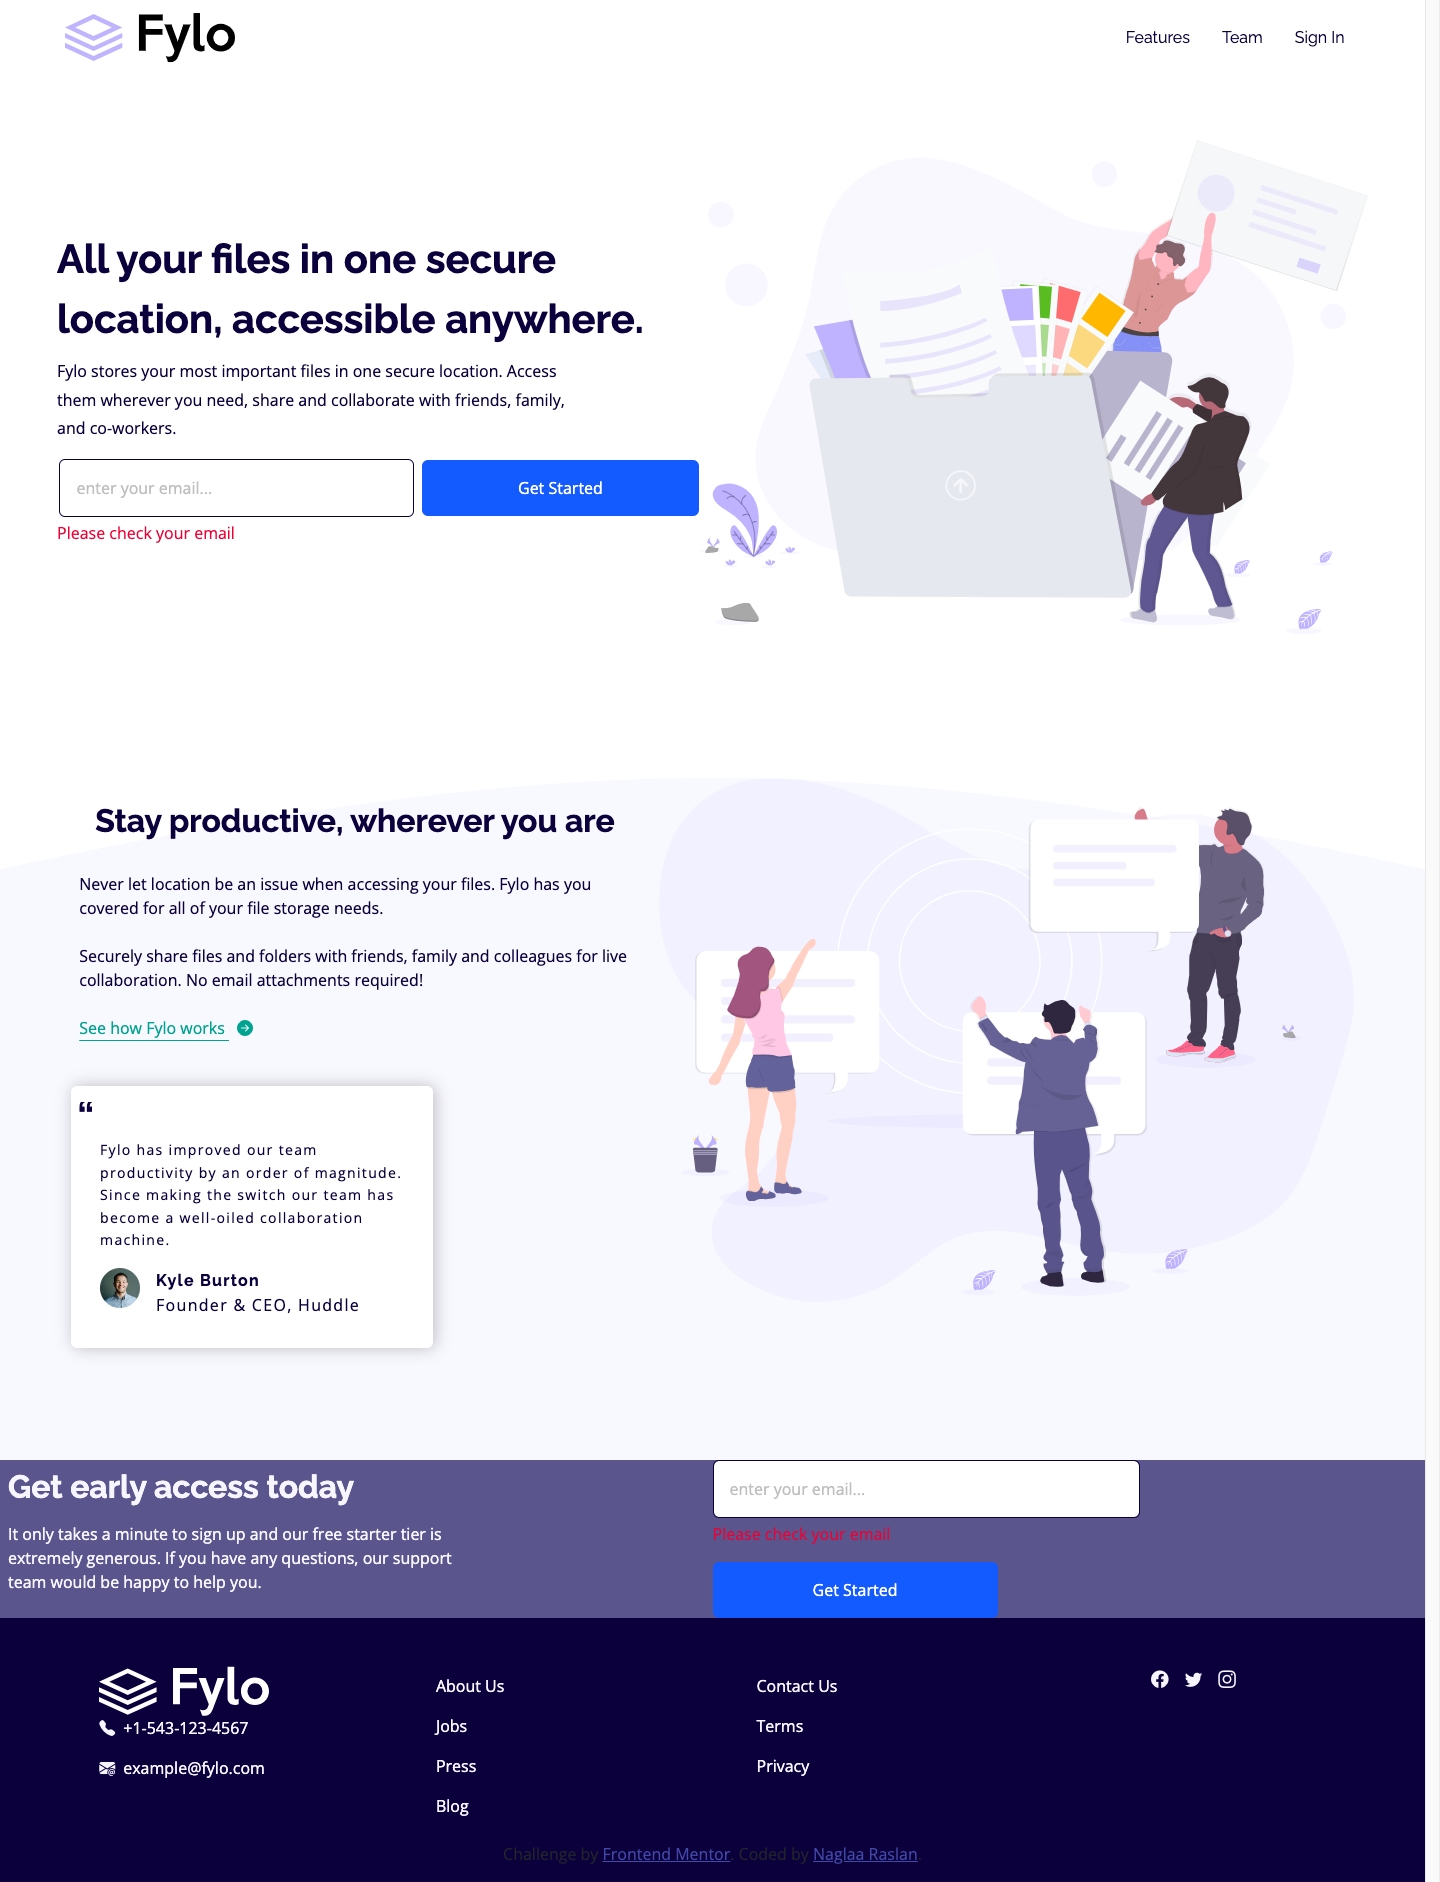 Fylo
Features Team Sign In
All your files in one secure
location, accessible anywhere.
Fylo stores your most important files in one secure location. Access
them wherever you need, share and collaborate with friends, family,
and co-workers.
enter your email...
Get Started
Please check your email
Stay productive, wherever you are
Never let location be an issue when accessing your files. Fylo has you
covered for all of your file storage needs.
Securely share files and folders with friends, family and colleagues for live
collaboration. No email attachments required!
See how Fylo works
“
Fylo has improved our team
productivity by an order of magnitude.
Since making the switch our team has
become a well-oiled collaboration
machine.
Kyle Burton
Founder & CEO, Huddle
Get early access today
It only takes a minute to sign up and our free starter tier is
extremely generous. If you have any questions, our support
team would be happy to help you.
enter your email...
Please check your email
Get Started
Fylo
+1-543-123-4567
example@fylo.com
About Us
Jobs
Press
Blog
Contact Us
Terms
Privacy
Challenge by Frontend Mentor. Coded by Naglaa Raslan.